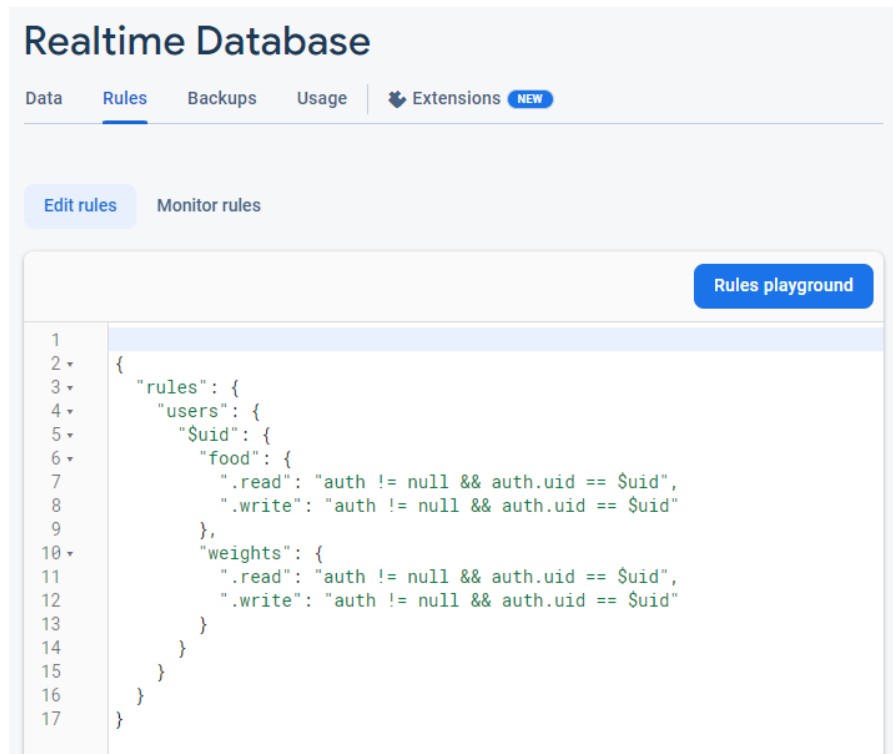 Realtime Database
Data Rules Backups Usage Extensions NEW
Edit rules Monitor rules
Rules playground
1
2 {
3 "rules": {
4 "users": {
5 "$uid": {
6 "food": {
7 ".read": "auth != null && auth.uid == $uid",
8 ".write": "auth != null && auth.uid == $uid"
9 },
10 "weights": {
11 ".read": "auth != null && auth.uid == $uid",
12 ".write": "auth != null && auth.uid == $uid"
13 }
14 }
15 }
16 }
17 }